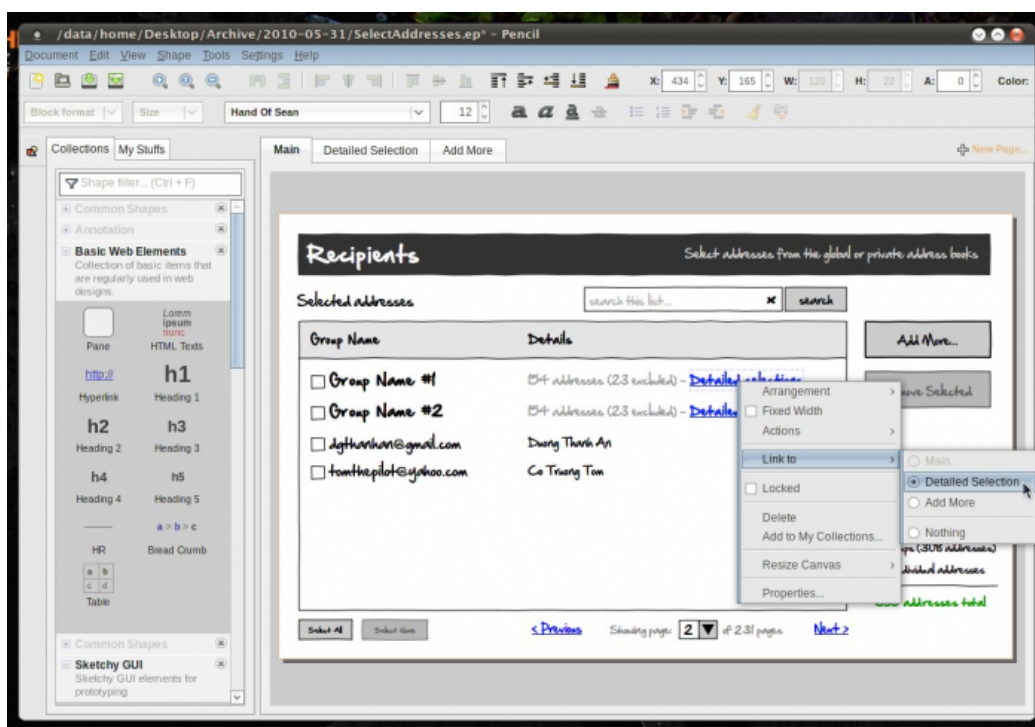 /data/home/Desktop/Archive/2010-05-31/SelectAddresses.ep* - Pencil
Document Edit View Shape Tools Settings Help
X: 434 Y: 165 W: 120 H: 22 A: 0 Color:
Block format Size Hand Of Sean 12
Collections My Stuffs
Main Detailed Selection Add More New Page...
Shape filter... (Ctrl + F)
Common Shapes
Annotation
Basic Web Elements
Collection of basic items that
are regularly used in web
designs.
Lorem
ipsum
nunc
Pane HTML Texts
http:// h1
Hyperlink Heading 1
h2 h3
Heading 2 Heading 3
h4 h5
Heading 4 Heading 5
a > b > c
HR Bread Crumb
a b
c d
Table
Common Shapes
Sketchy GUI
Sketchy GUI elements for
prototyping
Recipients Select addresses from the global or private address books
Selected addresses search this list... search
Group Name Details Add More...
Group Name #1 154 addresses (23 excluded) - Detailed selections
Group Name #2 154 addresses (23 excluded) - Selected
dgthanhan@gmail.com Duong Thanh An
tomthepilot@yahoo.com Co Truong Tom
Arrangement
Fixed Width
Actions
Link to
Locked
Delete
Add to My Collections...
Resize Canvas
Properties...
Main
Detailed Selection
Add More
Nothing
(308 addresses)
addresses
addresses total
Select All Select None < Previous Showing page: 2 of 231 pages Next >